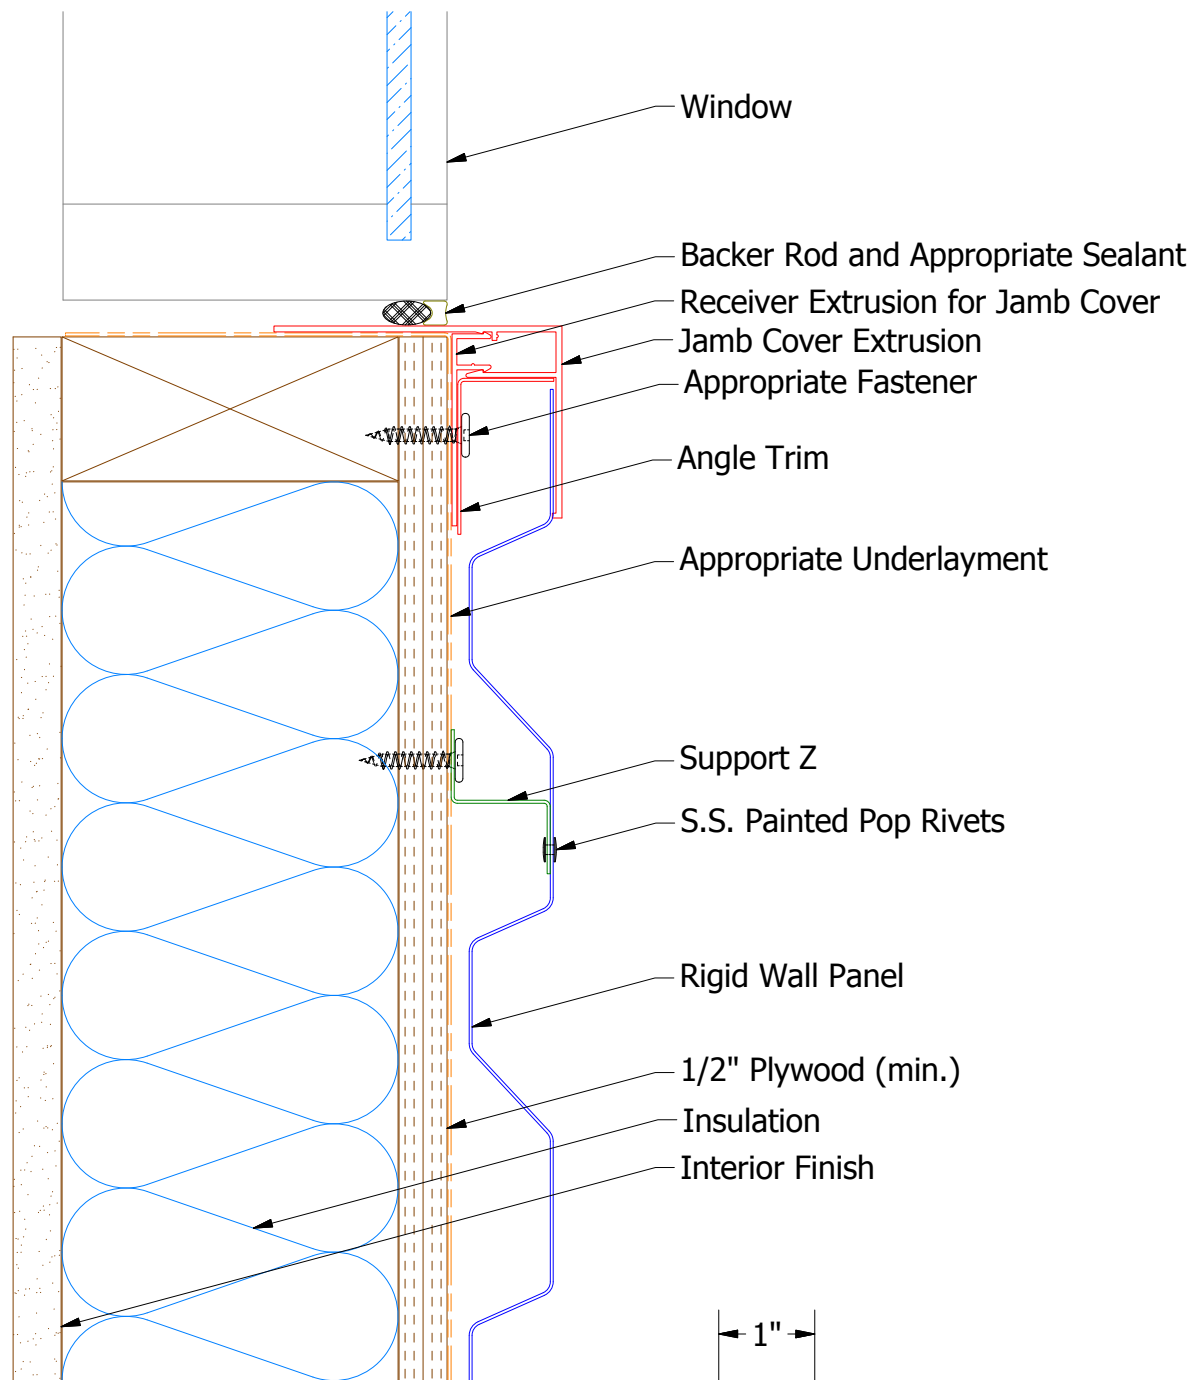 Window
Backer Rod and Appropriate Sealant
Receiver Extrusion for Jamb Cover
Jamb Cover Extrusion
Appropriate Fastener
Angle Trim
Appropriate Underlayment
Support Z
S.S. Painted Pop Rivets
Rigid Wall Panel
1/2" Plywood (min.)
Insulation
Interior Finish
1"